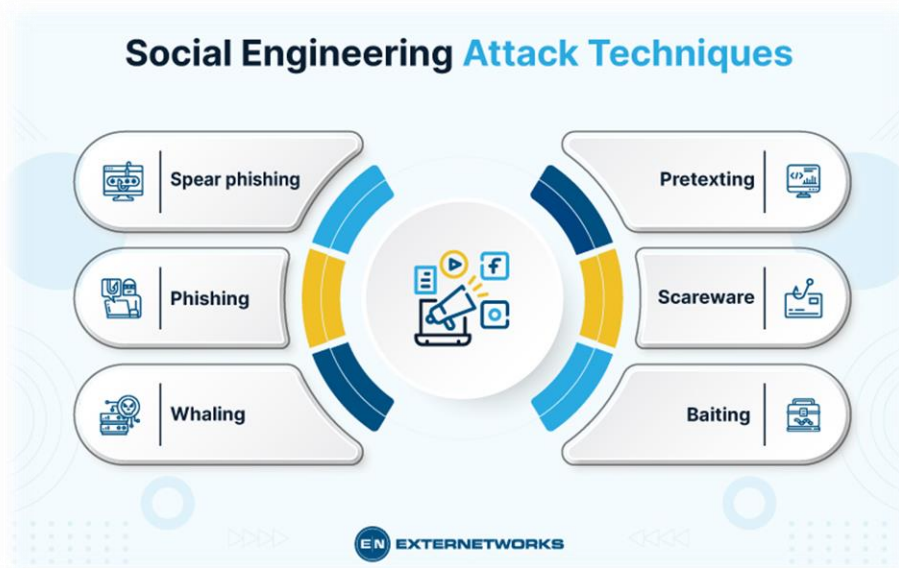 Social Engineering Attack Techniques
Spear phishing
Phishing
Whaling
Pretexting
Scareware
Baiting
EN EXTERNETWORKS